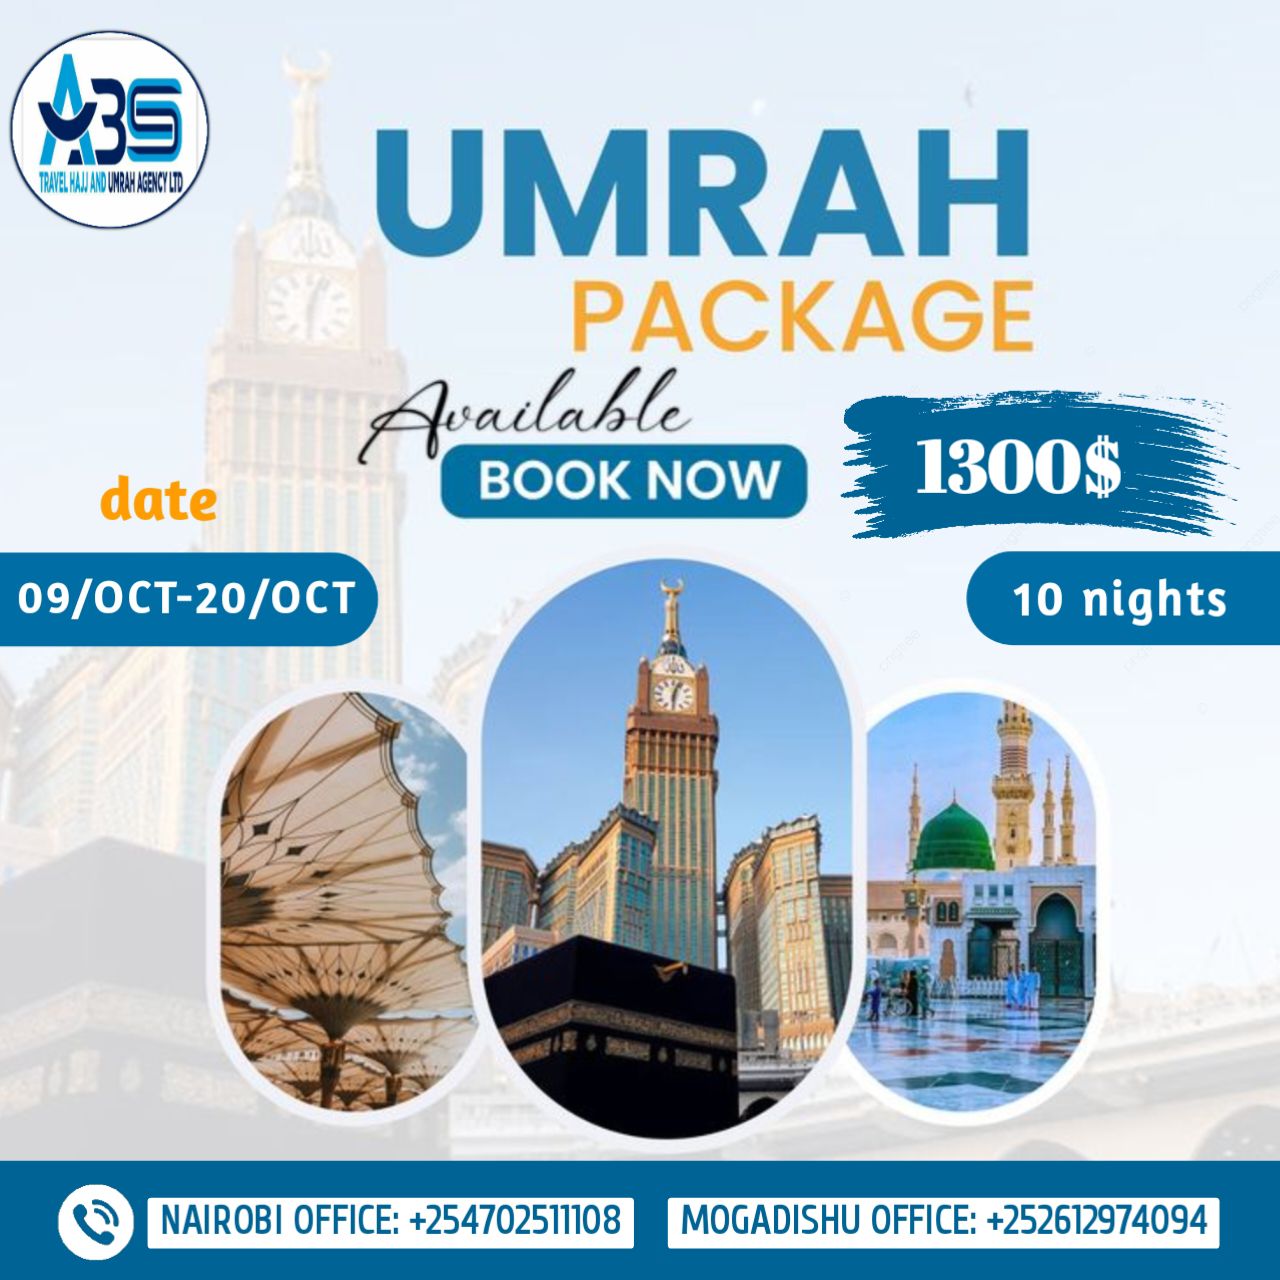 ABS
TRAVEL HAJJ AND UMRAH AGENCY LTD
UMRAH
PACKAGE
Available
BOOK NOW
1300$
date
09/OCT-20/OCT
10 nights
NAIROBI OFFICE: +254702511108
MOGADISHU OFFICE: +252612974094